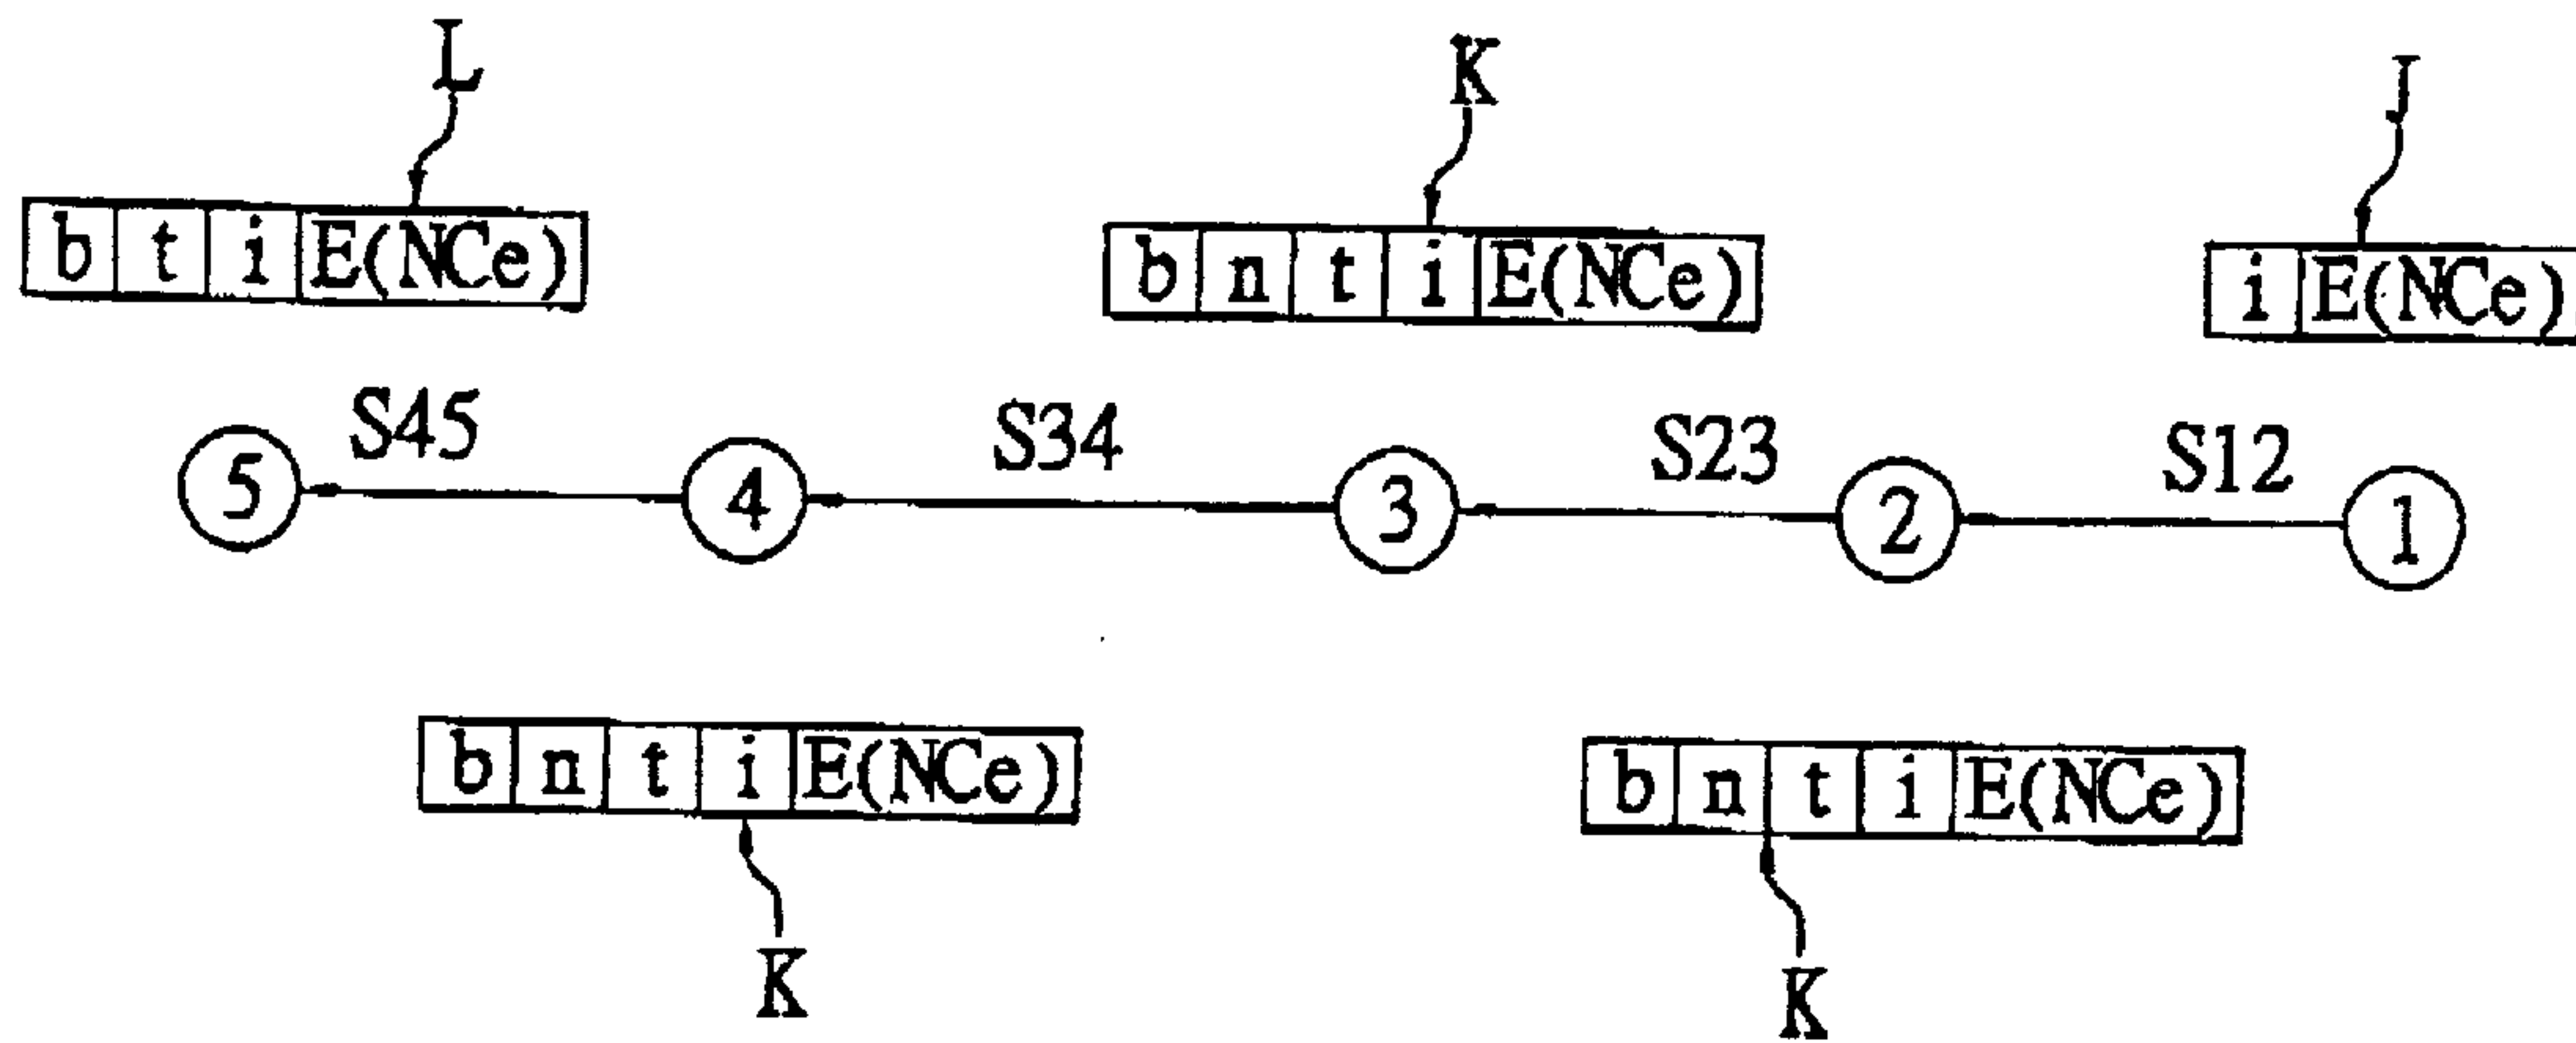 L K J
b t i E(NCe) b n t i E(NCe) i E(NCe)
S45 S34 S23 S12
5 4 3 2 1
b n t i E(NCe) b n t i E(NCe)
K K